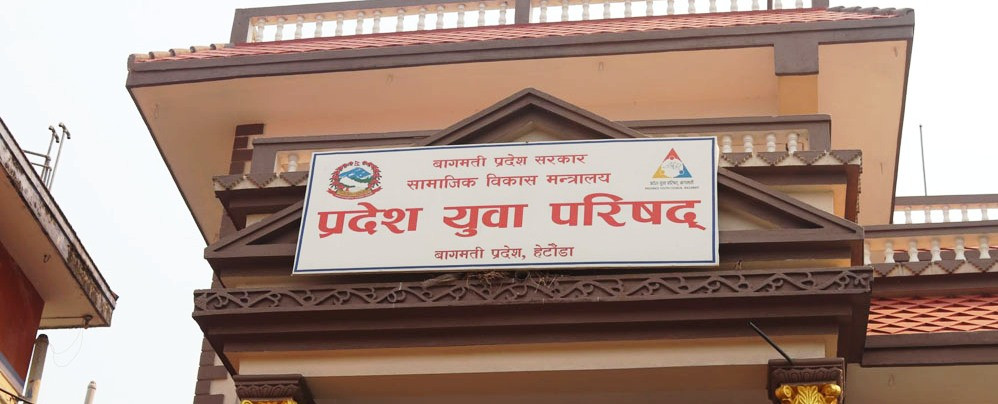 बागमती प्रदेश सरकार
सामाजिक विकास मन्त्रालय
प्रदेश युवा परिषद्
बागमती प्रदेश, हेटौंडा